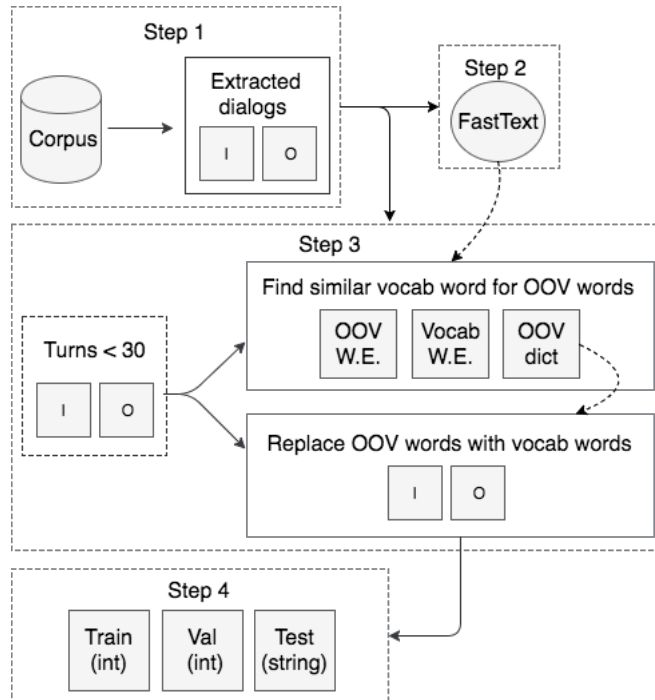 Step 1
Corpus
Extracted
dialogs
I
O
Step 2
FastText
Step 3
Turns < 30
I
O
Find similar vocab word for OOV words
OOV
W.E.
Vocab
W.E.
OOV
dict
Replace OOV words with vocab words
I
O
Step 4
Train
(int)
Val
(int)
Test
(string)